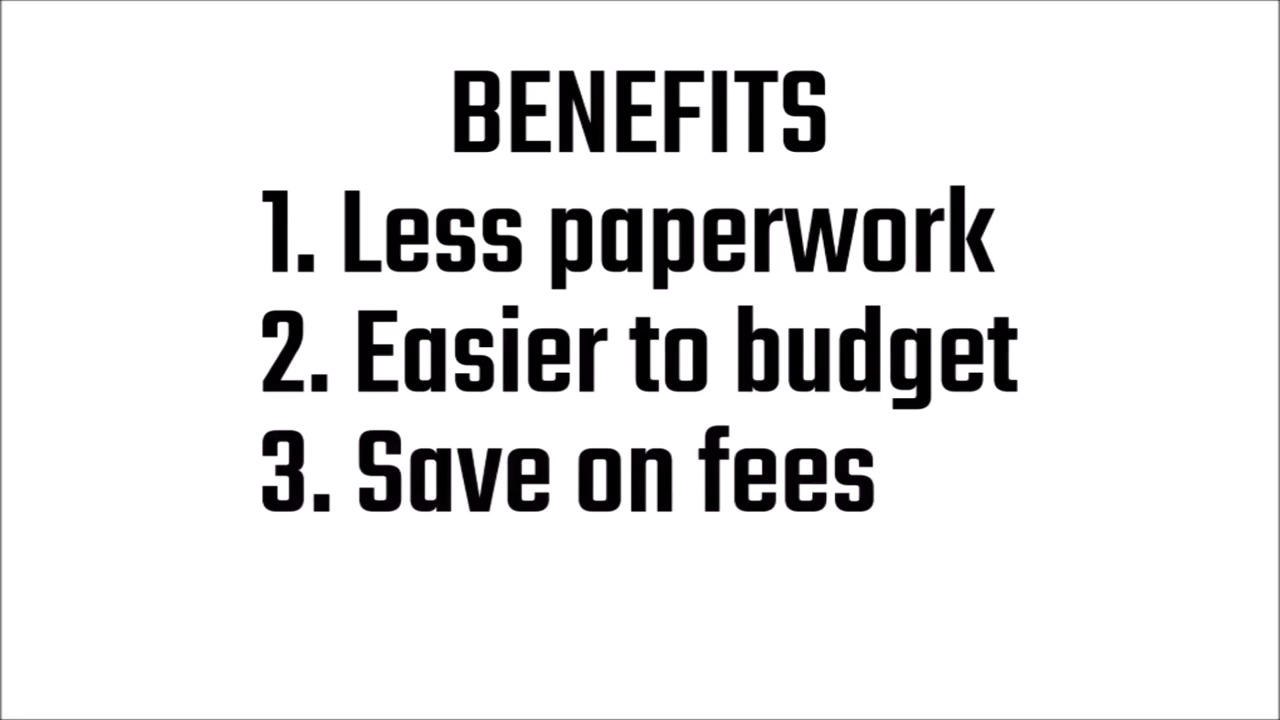 BENEFITS
1. Less paperwork
2. Easier to budget
3. Save on fees